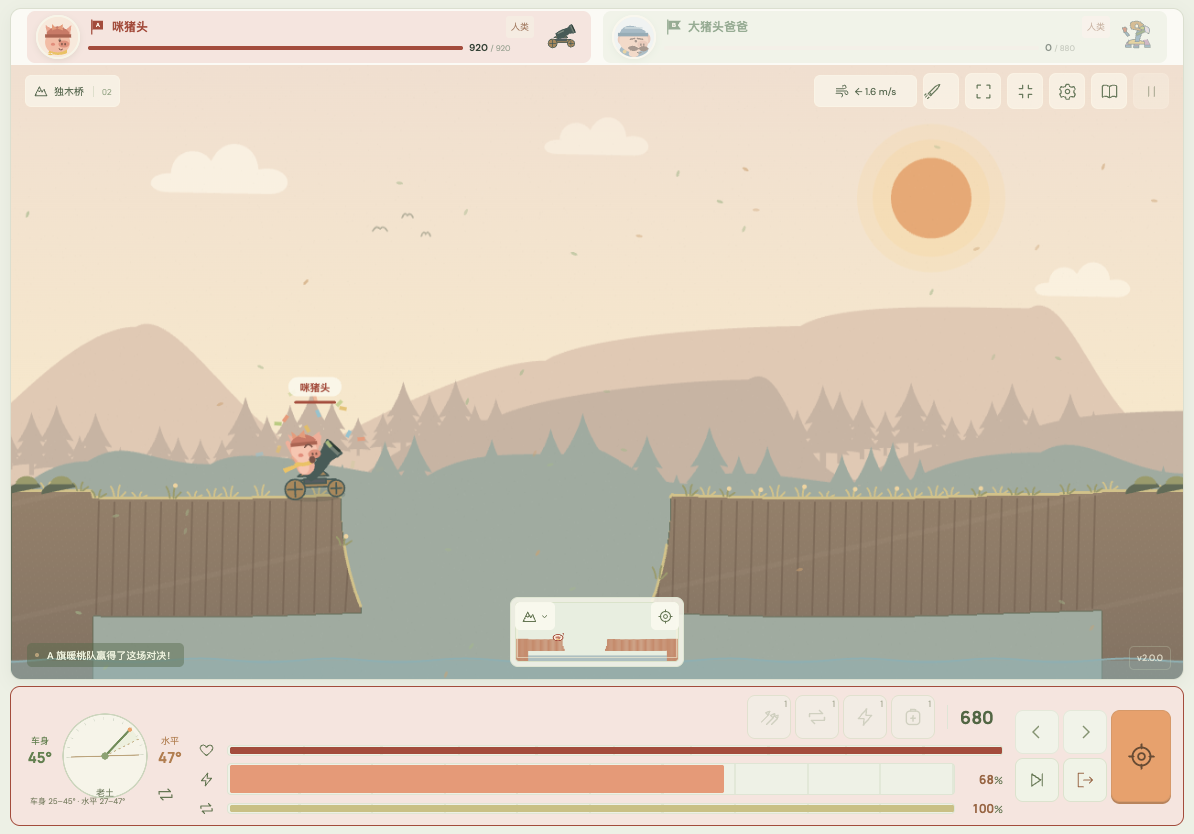 咪猪头
人类
920 / 920
大猪头爸爸
人类
0 / 880
独木桥 02
← 1.6 m/s
咪猪头
A 旗暖桃队赢得了这场对决!
v2.0.0
车身
45°
水平
47°
老土
车身 25–45° · 水平 27–47°
1
1
1
1
680
68%
100%